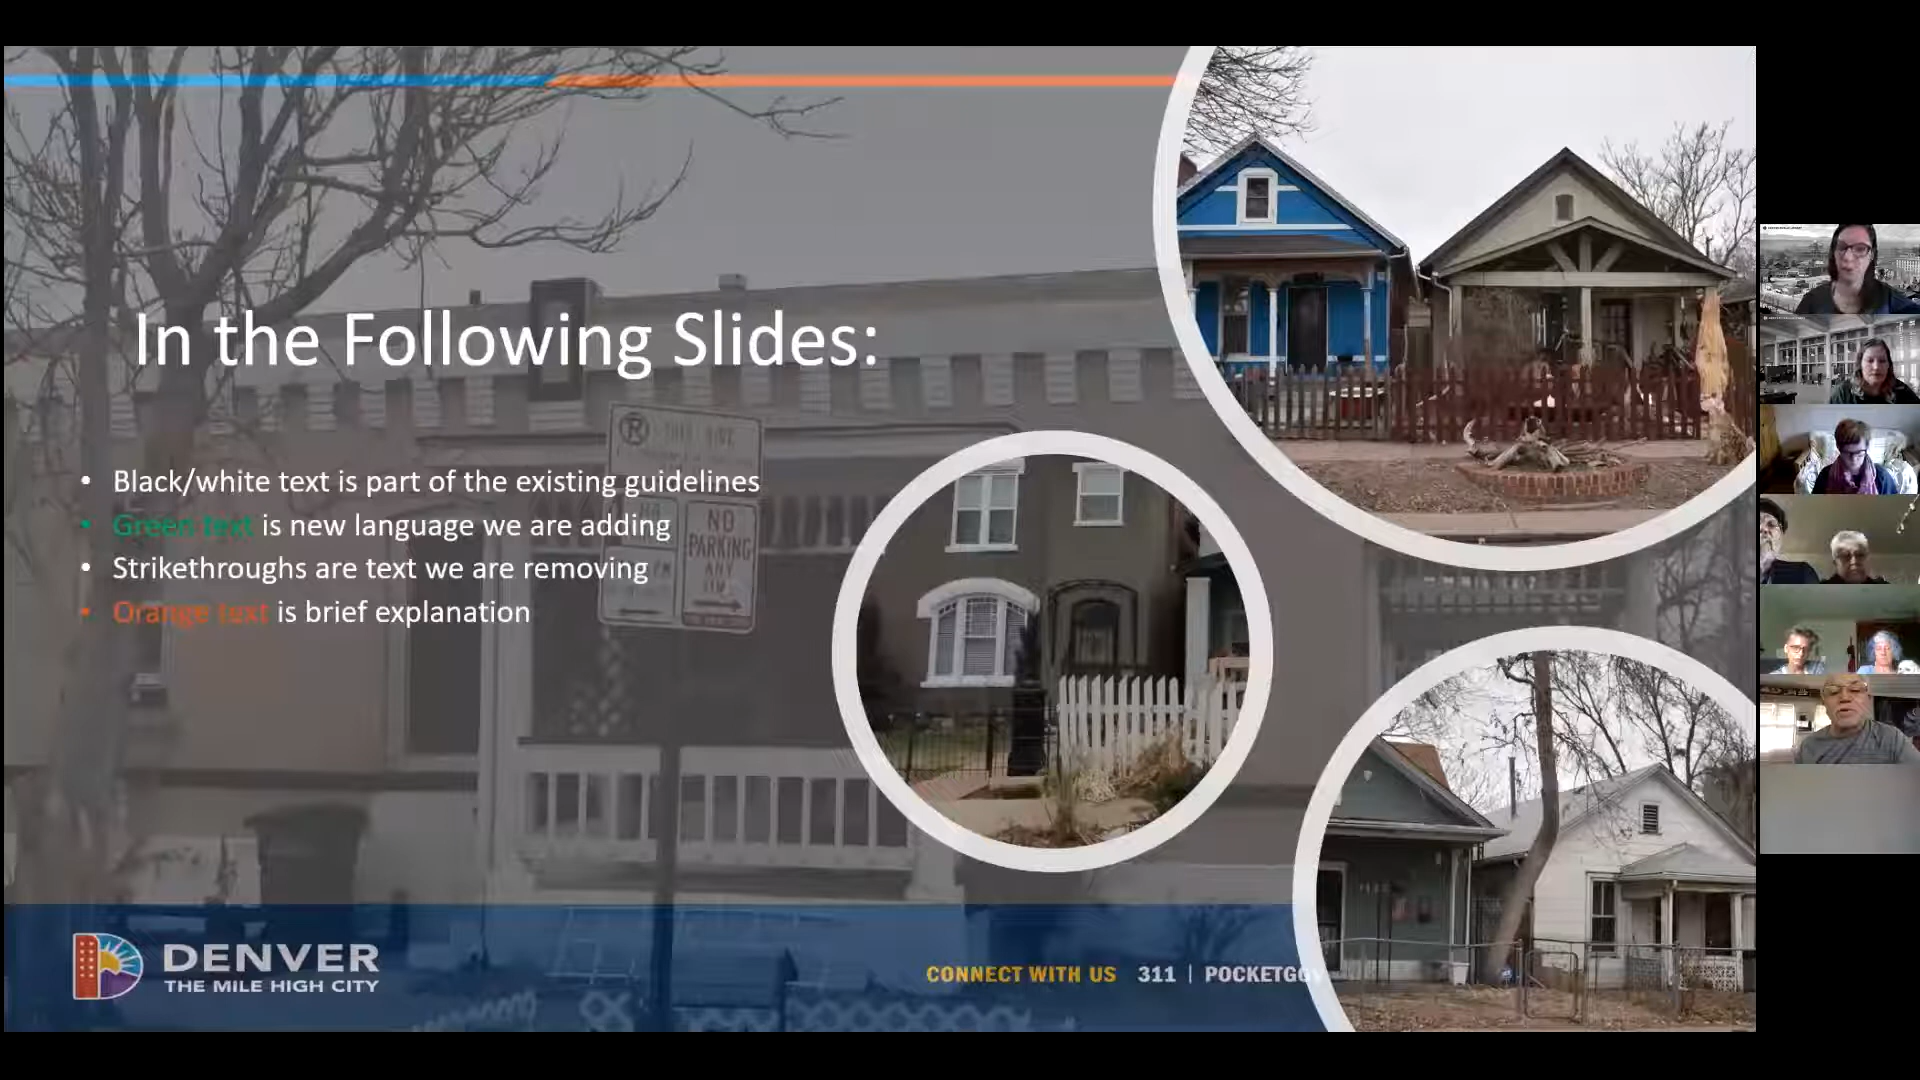 In the Following Slides:
• Black/white text is part of the existing guidelines
• Green text is new language we are adding
• Strikethroughs are text we are removing
• Orange text is brief explanation
NO
PARKING
ANY
DENVER
THE MILE HIGH CITY
CONNECT WITH US 311 | POCKETGO